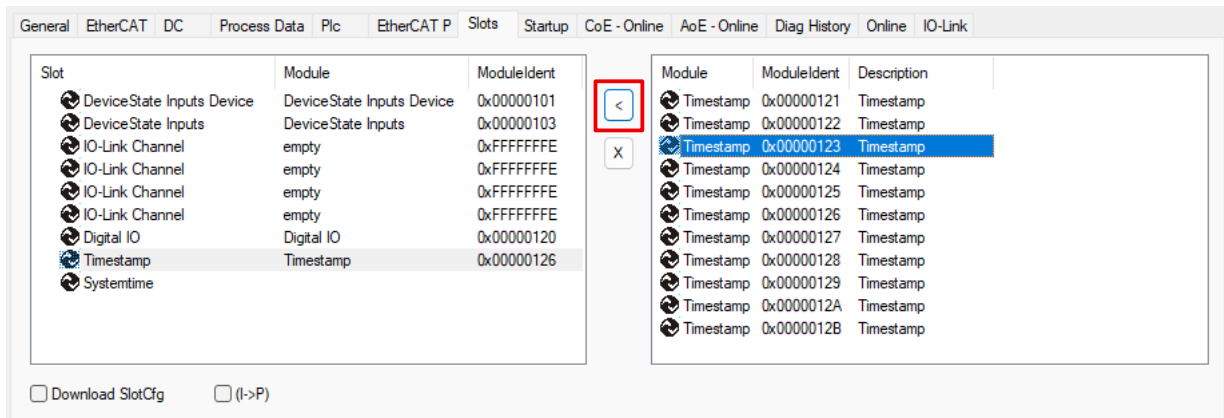 General EtherCAT DC Process Data Plc EtherCAT P Slots Startup CoE - Online AoE - Online Diag History Online IO-Link
Slot Module ModuleIdent
DeviceState Inputs Device DeviceState Inputs Device 0x00000101
DeviceState Inputs DeviceState Inputs 0x00000103
IO-Link Channel empty 0xFFFFFFFE
IO-Link Channel empty 0xFFFFFFFE
IO-Link Channel empty 0xFFFFFFFE
IO-Link Channel empty 0xFFFFFFFE
Digital IO Digital IO 0x00000120
Timestamp Timestamp 0x00000126
Systemtime
<
X
Module ModuleIdent Description
Timestamp 0x00000121 Timestamp
Timestamp 0x00000122 Timestamp
Timestamp 0x00000123 Timestamp
Timestamp 0x00000124 Timestamp
Timestamp 0x00000125 Timestamp
Timestamp 0x00000126 Timestamp
Timestamp 0x00000127 Timestamp
Timestamp 0x00000128 Timestamp
Timestamp 0x00000129 Timestamp
Timestamp 0x0000012A Timestamp
Timestamp 0x0000012B Timestamp
Download SlotCfg (I->P)